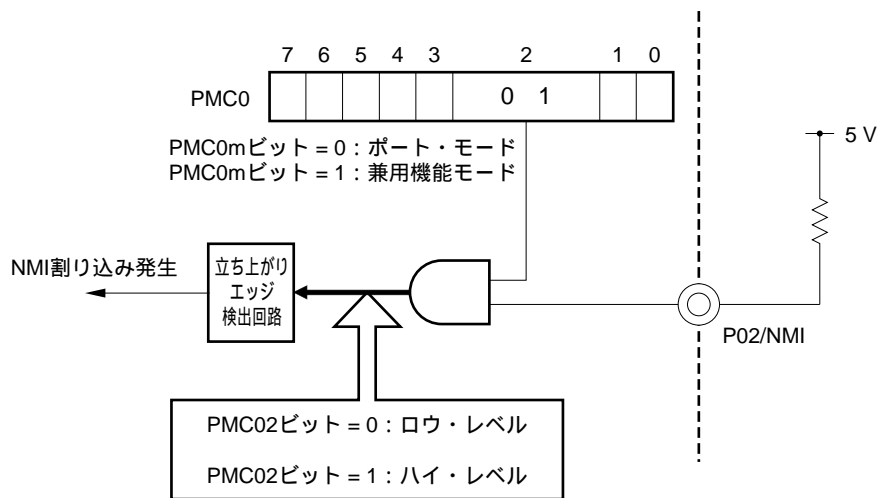 7 6 5 4 3 2 1 0
PMC0 0 1
PMC0mビット = 0 : ポート・モード
PMC0mビット = 1 : 兼用機能モード
5 V
NMI割り込み発生
立ち上がり
エッジ
検出回路
P02/NMI
PMC02ビット = 0 : ロウ・レベル
PMC02ビット = 1 : ハイ・レベル